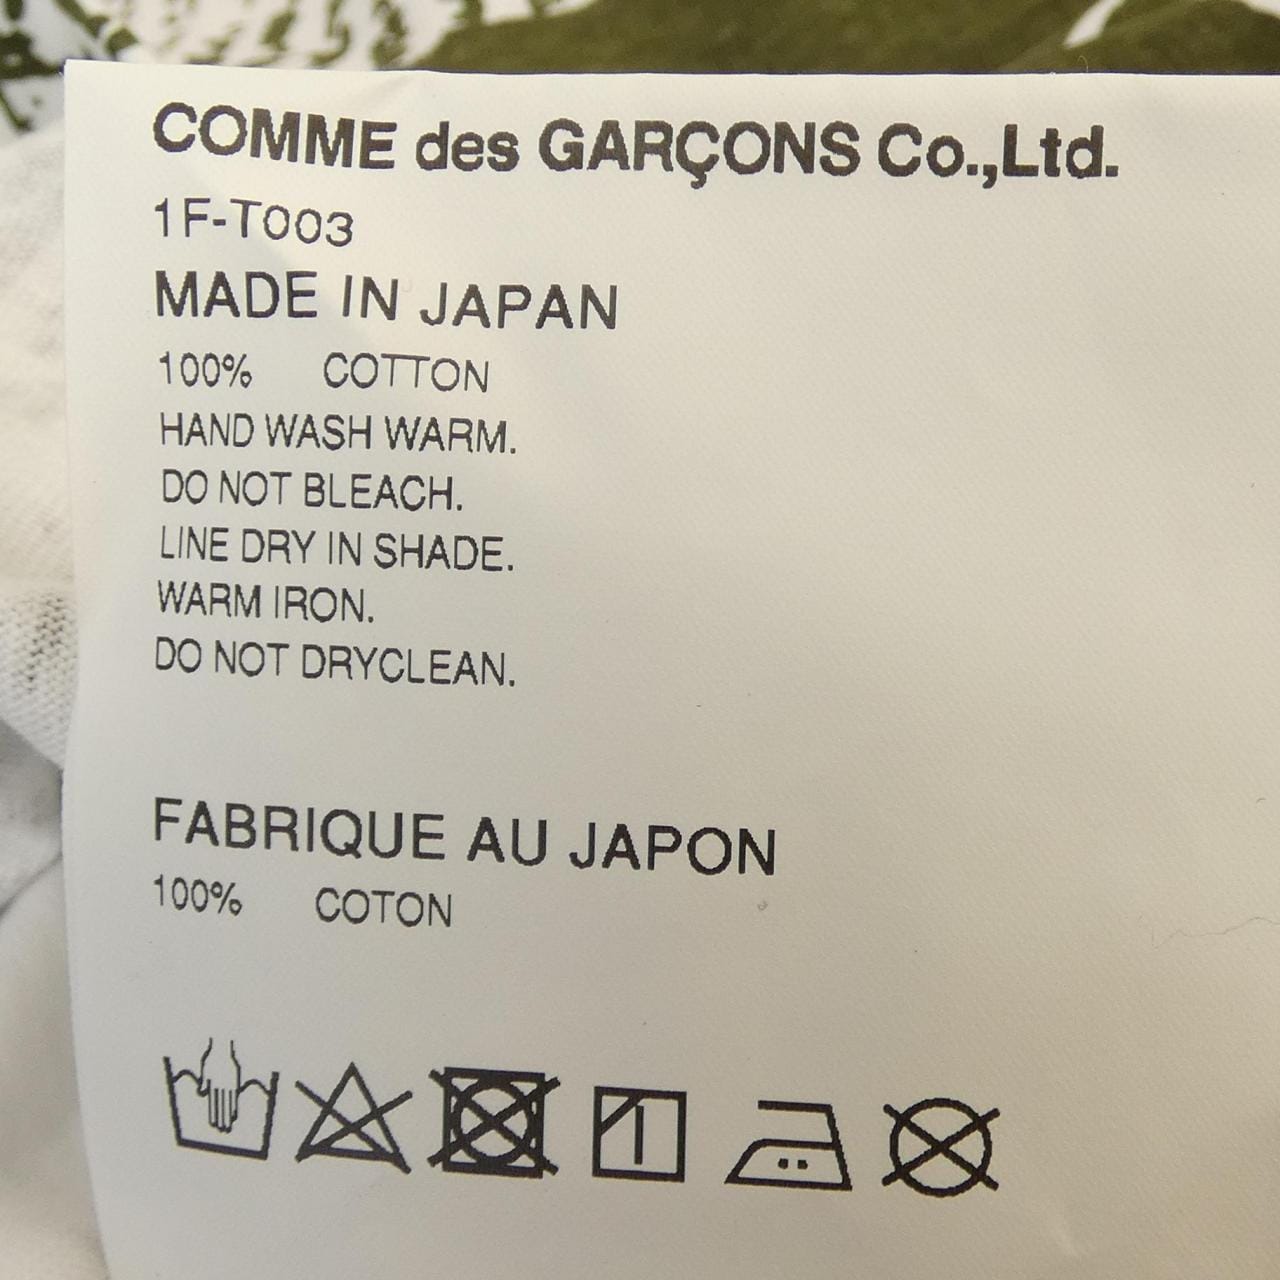 COMME des GARÇONS Co.,Ltd.
1F-T003
MADE IN JAPAN
100% COTTON
HAND WASH WARM.
DO NOT BLEACH.
LINE DRY IN SHADE.
WARM IRON.
DO NOT DRYCLEAN.
FABRIQUE AU JAPON
100% COTON